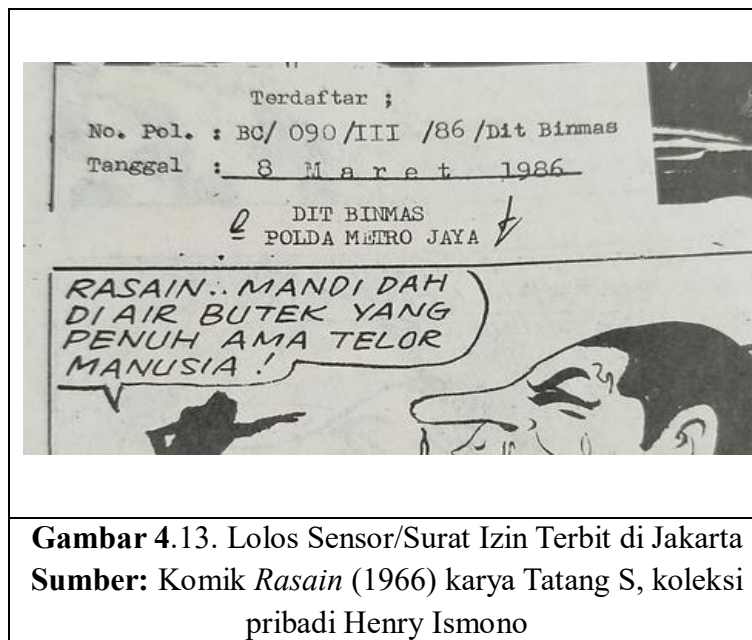 Terdaftar ;
No. Pol. : BC/ 090/III /86/Dit Binmas
Tanggal : 8 Maret 1986
DIT BINMAS
POLDA METRO JAYA
RASAIN.. MANDI DAH
DI AIR BUTEK YANG
PENUH AMA TELOR
MANUSIA !
Gambar 4.13. Lolos Sensor/Surat Izin Terbit di Jakarta
Sumber: Komik Rasain (1966) karya Tatang S, koleksi
pribadi Henry Ismono